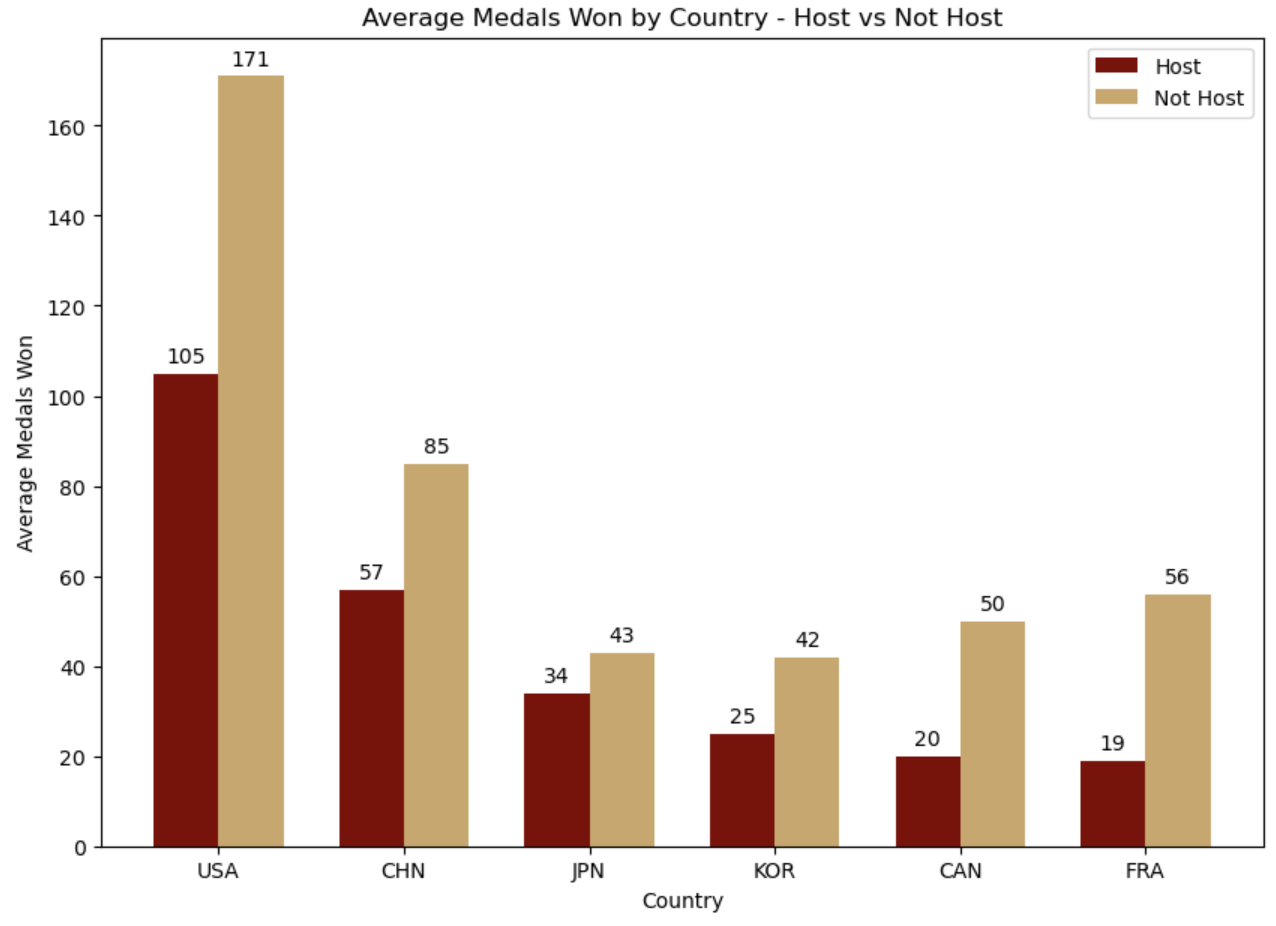 Average Medals Won by Country - Host vs Not Host
Host
Not Host
Average Medals Won
160
140
120
100
80
60
40
20
0
105
171
57
85
34
43
25
42
20
50
19
56
USA
CHN
JPN
KOR
CAN
FRA
Country